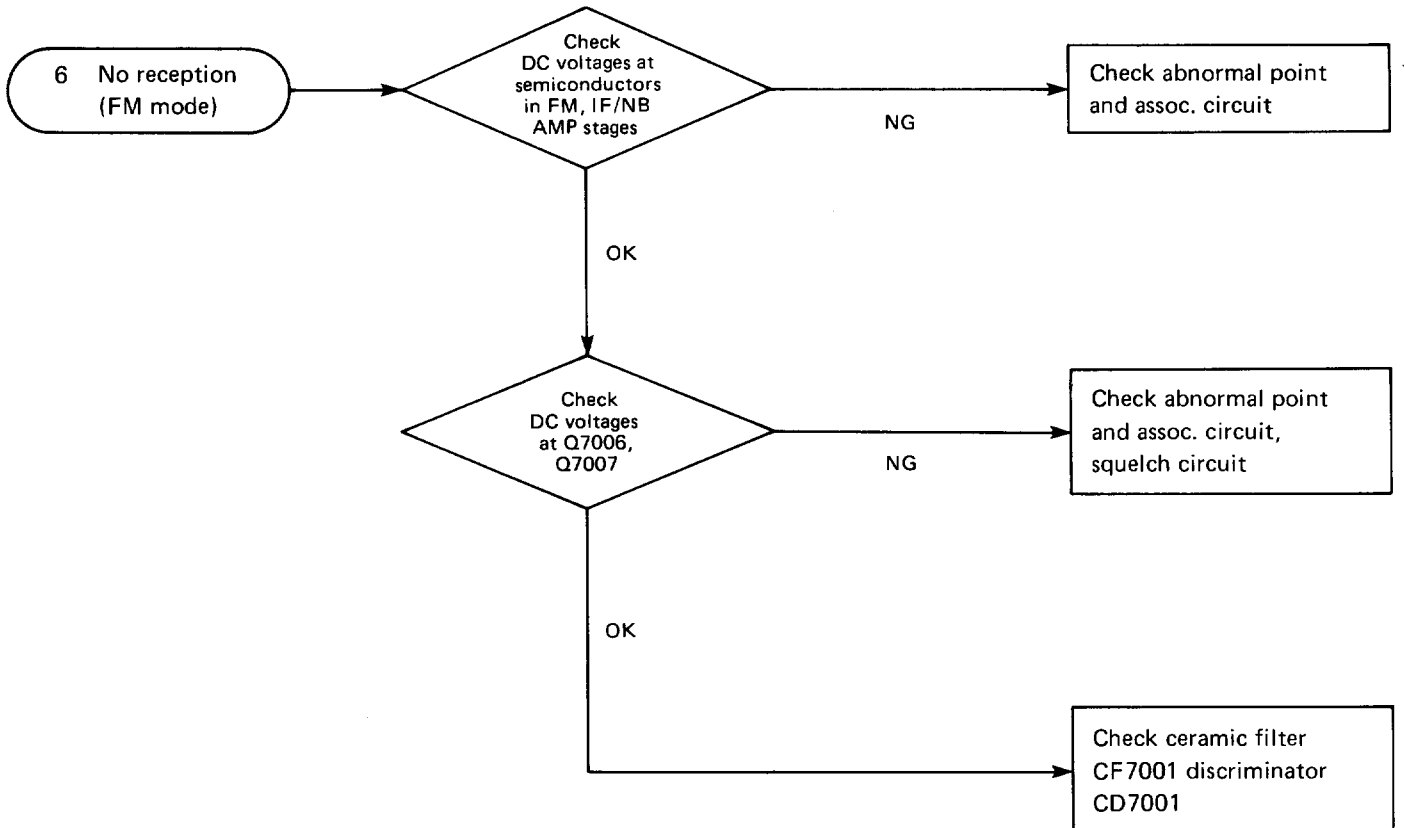 6 No reception
(FM mode)
Check
DC voltages at
semiconductors
in FM, IF/NB
AMP stages
NG
Check abnormal point
and assoc. circuit
OK
Check
DC voltages
at Q7006,
Q7007
NG
Check abnormal point
and assoc. circuit,
squelch circuit
OK
Check ceramic filter
CF7001 discriminator
CD7001